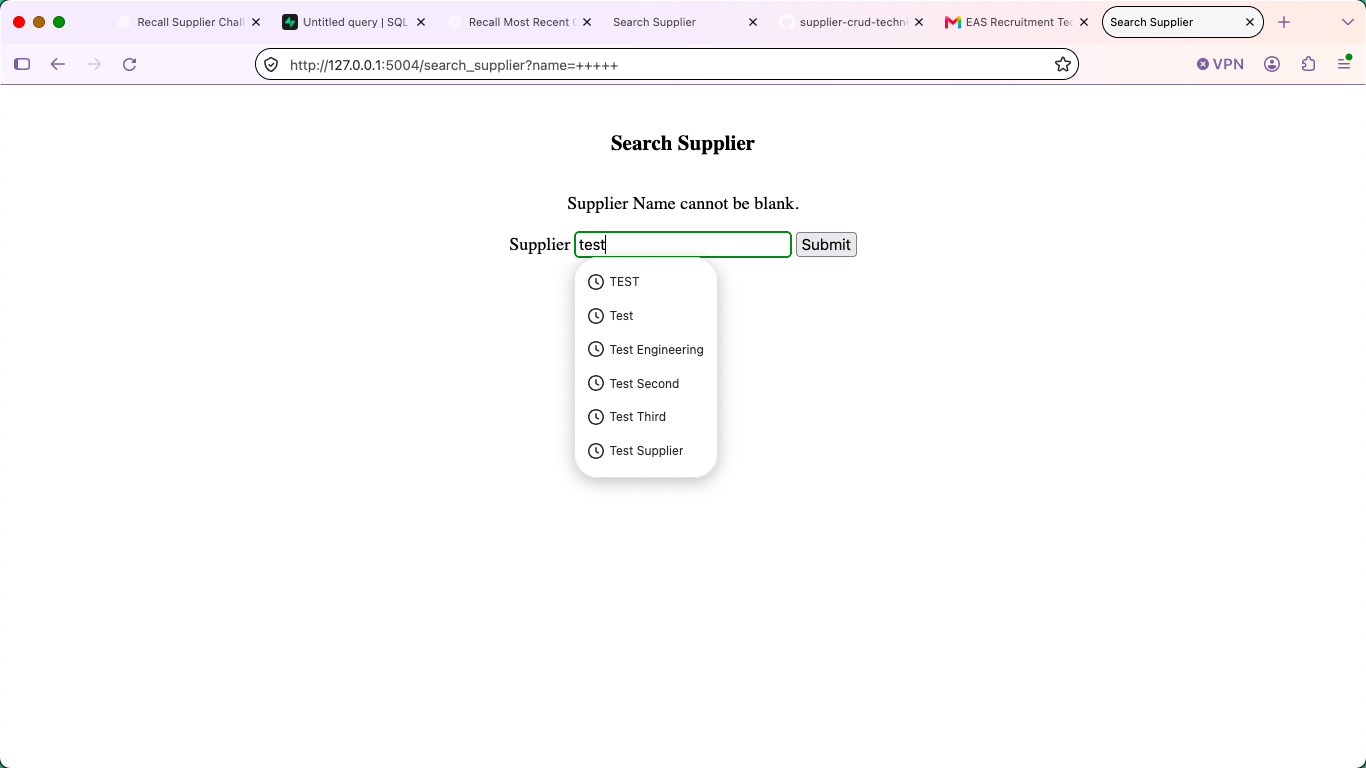 Recall Supplier Chall
Untitled query | SQL
Recall Most Recent
Search Supplier
supplier-crud-techni
EAS Recruitment Tec
Search Supplier
http://127.0.0.1:5004/search_supplier?name=+++++
VPN
Search Supplier
Supplier Name cannot be blank.
Supplier test Submit
TEST
Test
Test Engineering
Test Second
Test Third
Test Supplier